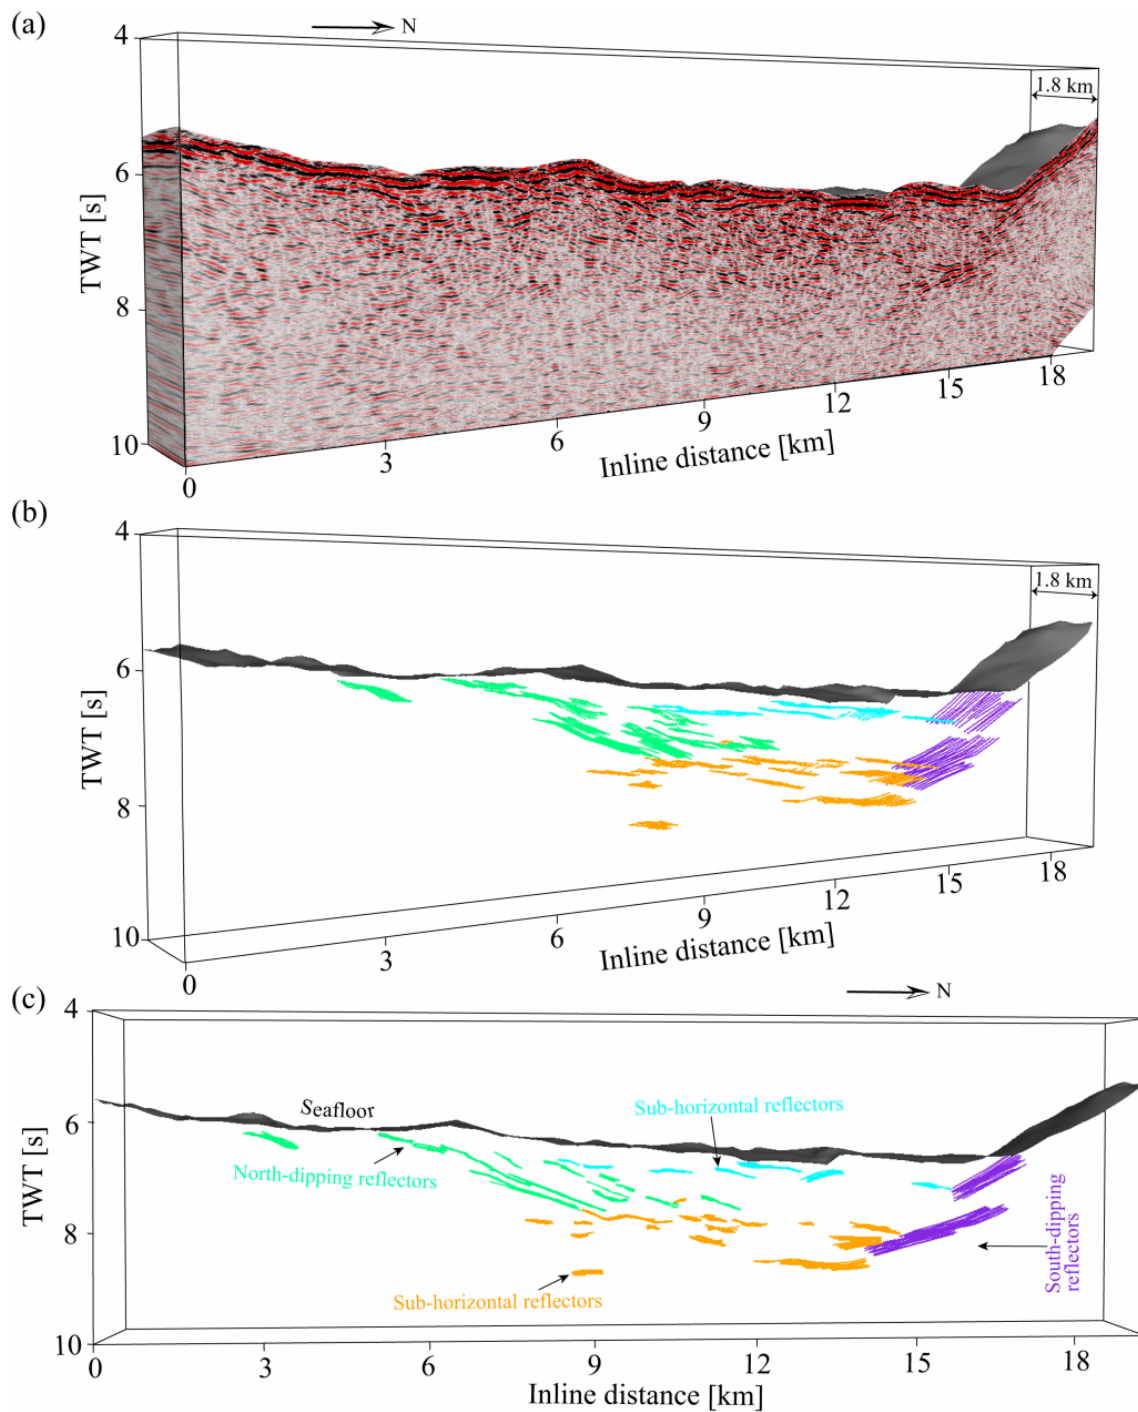 (a)
N
4
1.8 km
6
TWT [s]
8
10
0
3
6
9
12
15
18
Inline distance [km]
(b)
4
1.8 km
6
TWT [s]
8
10
0
3
6
9
12
15
18
Inline distance [km]
(c)
N
4
Seafloor
Sub-horizontal reflectors
6
North-dipping reflectors
TWT [s]
8
South-dipping
reflectors
Sub-horizontal reflectors
10
0
3
6
9
12
15
18
Inline distance [km]